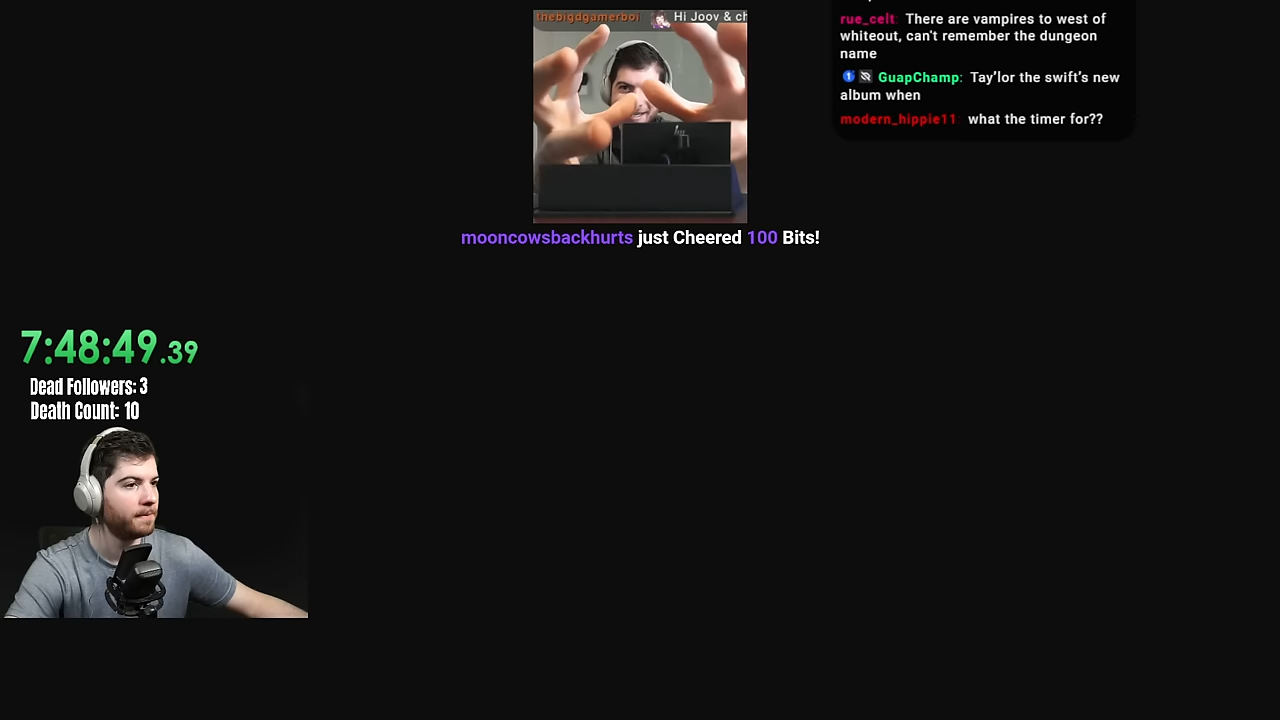 thebigdgamerboi Hi Joov & ch
rue_celt: There are vampires to west of
whiteout, can't remember the dungeon
name
GuapChamp: Tay'lor the swift's new
album when
modern_hippie11: what the timer for??
mooncowsbackhurts just Cheered 100 Bits!
7:48:49.39
Dead Followers: 3
Death Count: 10
hp